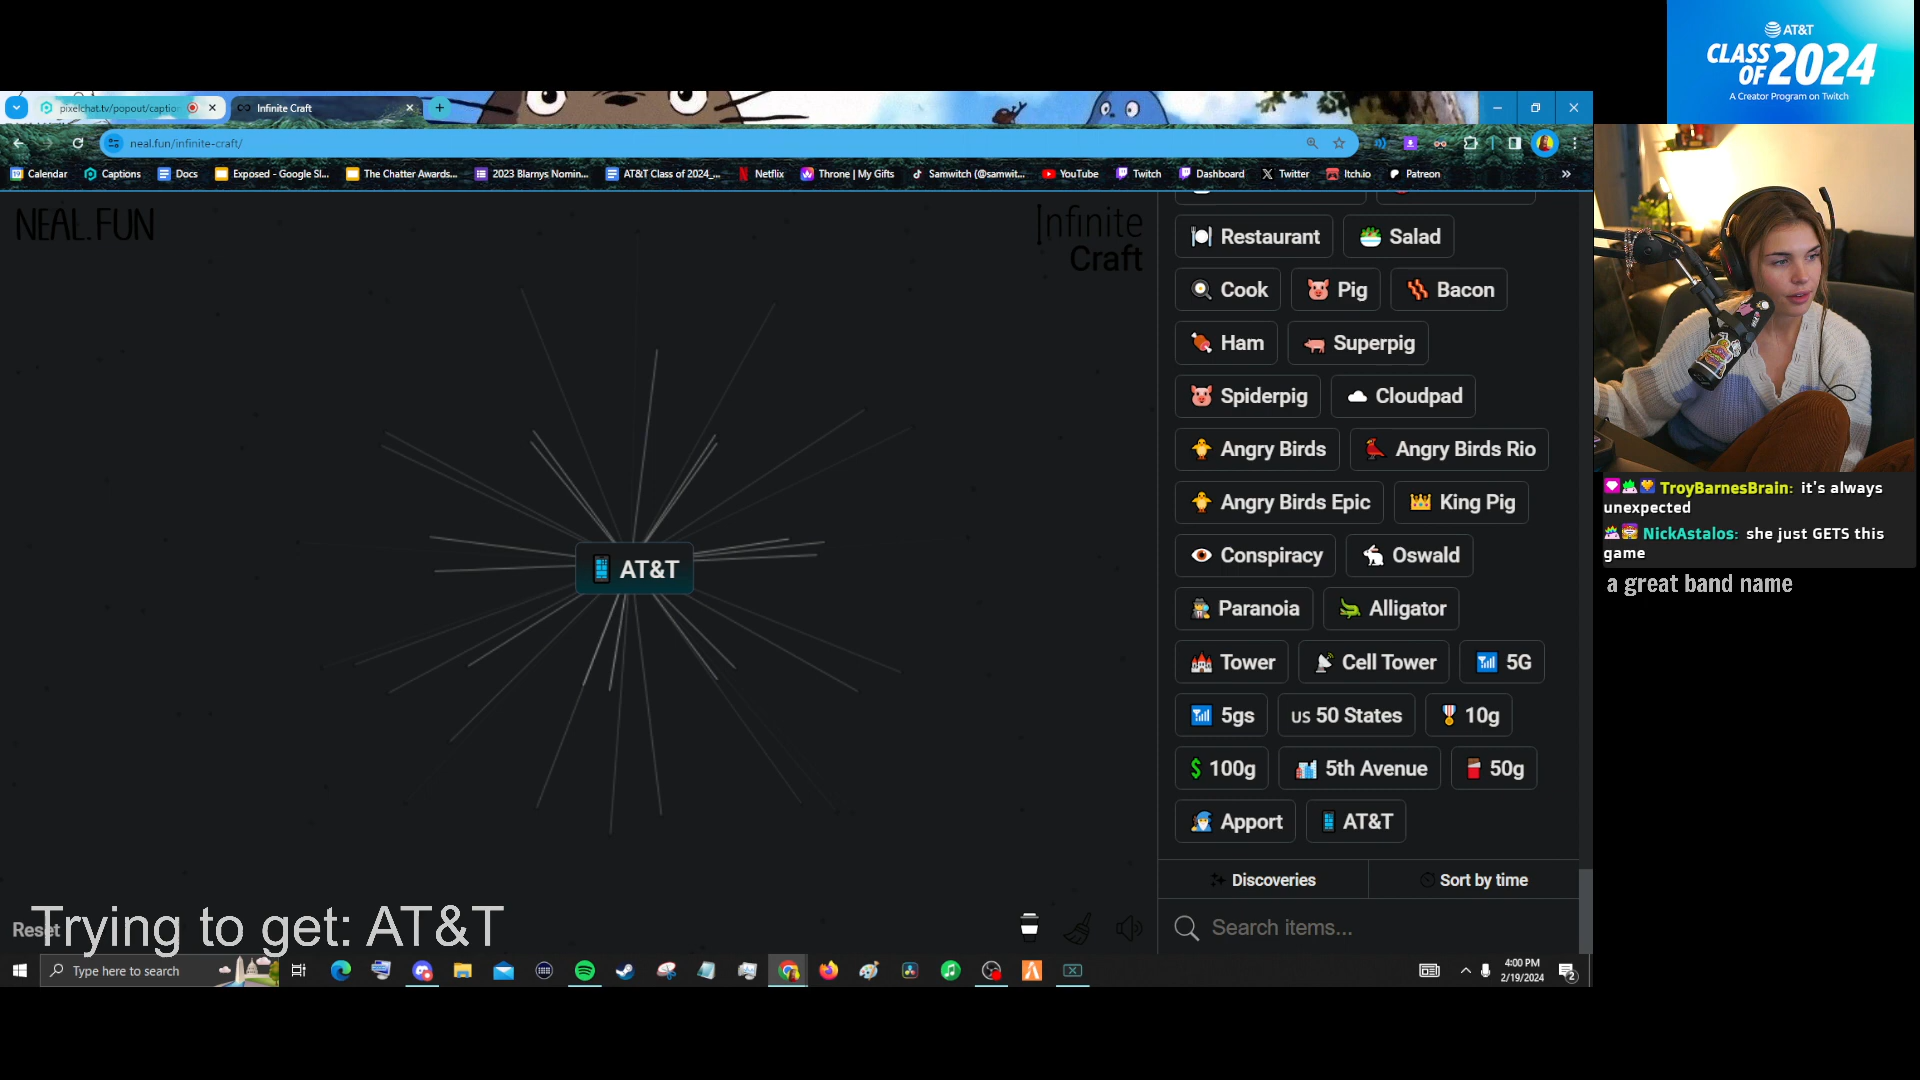 AT&T
CLASS
OF 2024
A Creator Program on Twitch
pixelchat.tv/popout/captio
Infinite Craft
neal.fun/infinite-craft/
Calendar
Captions
Docs
Exposed - Google Sl...
The Chatter Awards...
2023 Blarnys Nomin...
AT&T Class of 2024_...
Netflix
Throne | My Gifts
Samwitch (@samwit...
YouTube
Twitch
Dashboard
Twitter
Itch.io
Patreon
NEAL.FUN
Infinite
Craft
AT&T
Restaurant Salad
Cook Pig Bacon
Ham Superpig
Spiderpig Cloudpad
Angry Birds Angry Birds Rio
Angry Birds Epic King Pig
Conspiracy Oswald
Paranoia Alligator
Tower Cell Tower 5G
5gs US 50 States 10g
$ 100g 5th Avenue 50g
Apport AT&T
Discoveries Sort by time
Search items...
Reset
Trying to get: AT&T
TroyBarnesBrain: it's always
unexpected
NickAstalos: she just GETS this
game
a great band name
Type here to search
4:00 PM
2/19/2024
2